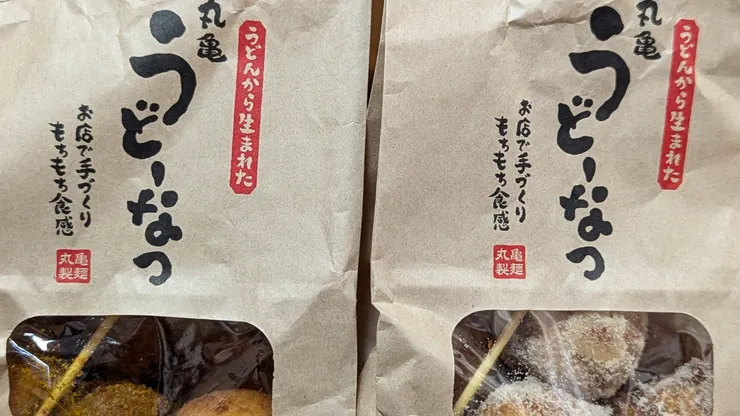 うどんから生まれた
丸亀
うどーなつ
お店で手づくり
もちもち食感
丸亀
製麺
うどんから生まれた
丸亀
うどーなつ
お店で手づくり
もちもち食感
丸亀
製麺